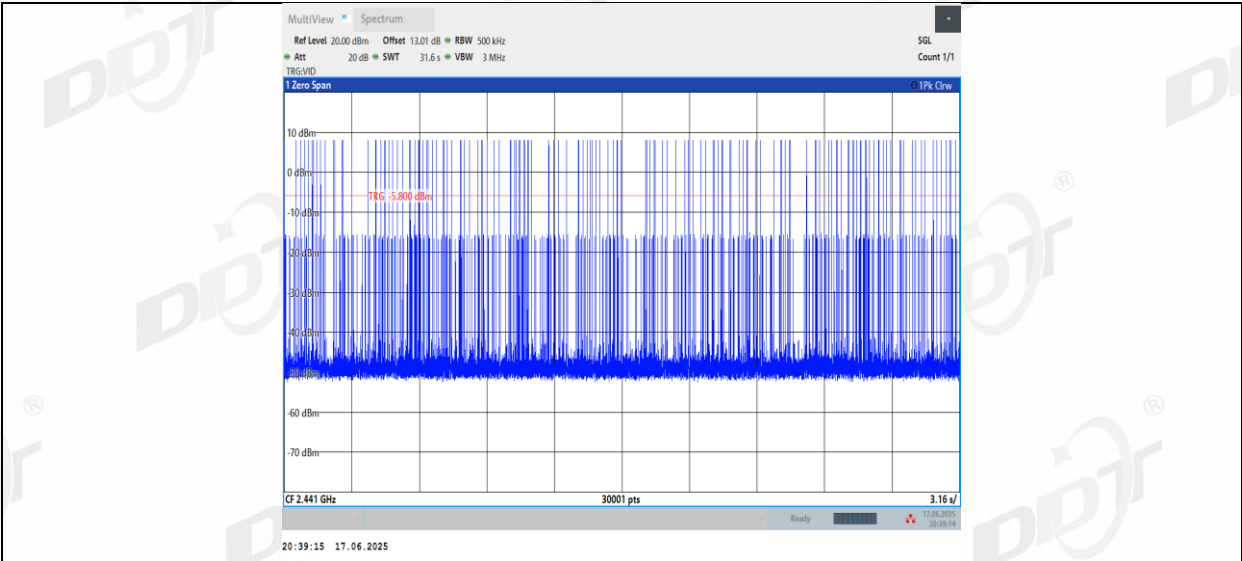 MultiView Spectrum
Ref Level 20.00 dBm Offset 13.01 dB RBW 500 kHz SGL
Att 20 dB SWT 31.6 s VBW 3 MHz Count 1/1
TRG:VID
1 Zero Span 1Pk Clrw
10 dBm
0 dBm
TRG -5.800 dBm
-10 dBm
-20 dBm
-30 dBm
-40 dBm
-50 dBm
-60 dBm
-70 dBm
CF 2.441 GHz 30001 pts 3.16 s/
Ready 17.06.2025
20:39:14
20:39:15 17.06.2025
DDT
®